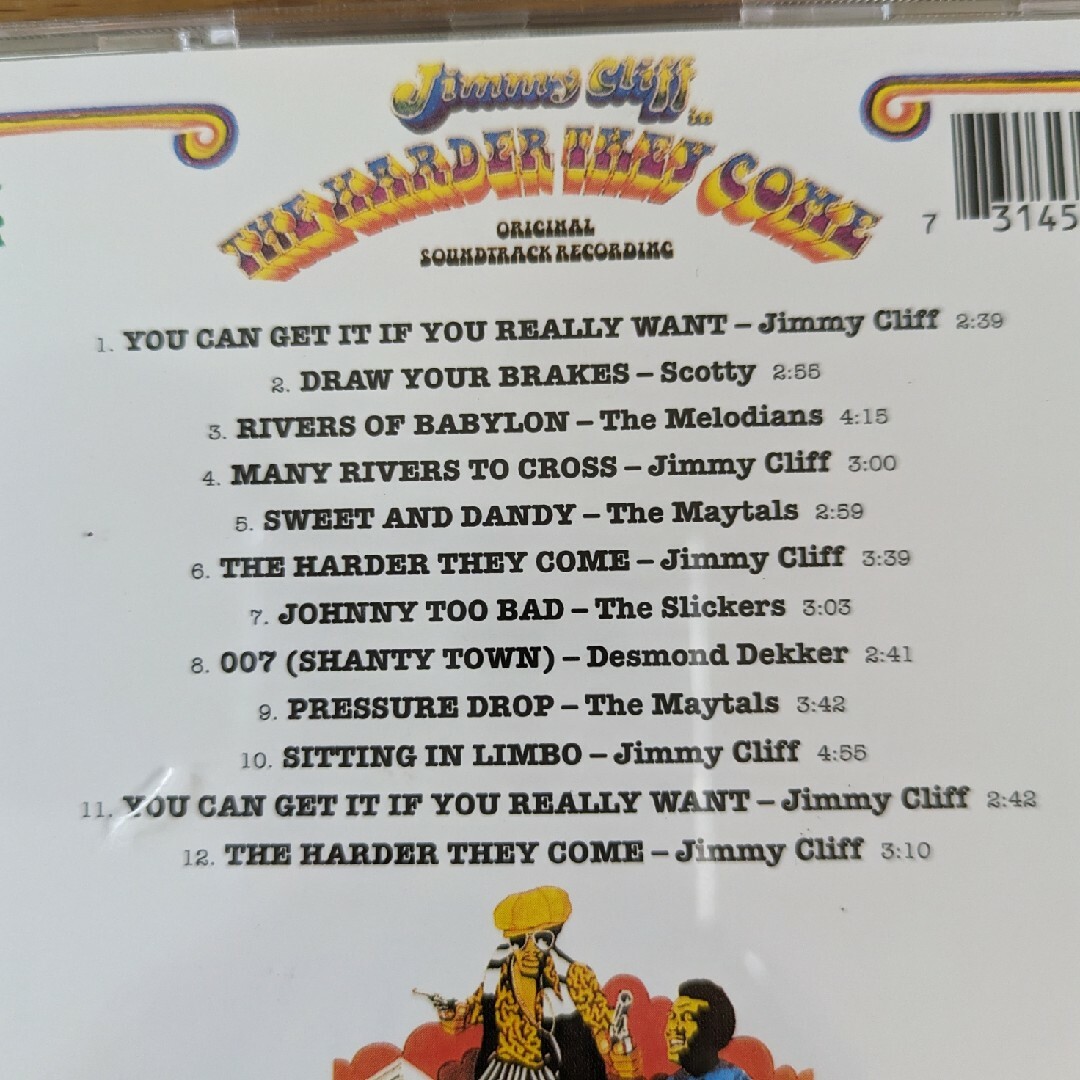 Jimmy Cliff
in
THE HARDER THEY COME
ORIGINAL
SOUNDTRACK RECORDING
7 3145
1. YOU CAN GET IT IF YOU REALLY WANT – Jimmy Cliff 2:39
2. DRAW YOUR BRAKES – Scotty 2:55
3. RIVERS OF BABYLON – The Melodians 4:15
4. MANY RIVERS TO CROSS – Jimmy Cliff 3:00
5. SWEET AND DANDY – The Maytals 2:59
6. THE HARDER THEY COME – Jimmy Cliff 3:39
7. JOHNNY TOO BAD – The Slickers 3:03
8. 007 (SHANTY TOWN) – Desmond Dekker 2:41
9. PRESSURE DROP – The Maytals 3:42
10. SITTING IN LIMBO – Jimmy Cliff 4:55
11. YOU CAN GET IT IF YOU REALLY WANT – Jimmy Cliff 2:42
12. THE HARDER THEY COME – Jimmy Cliff 3:10